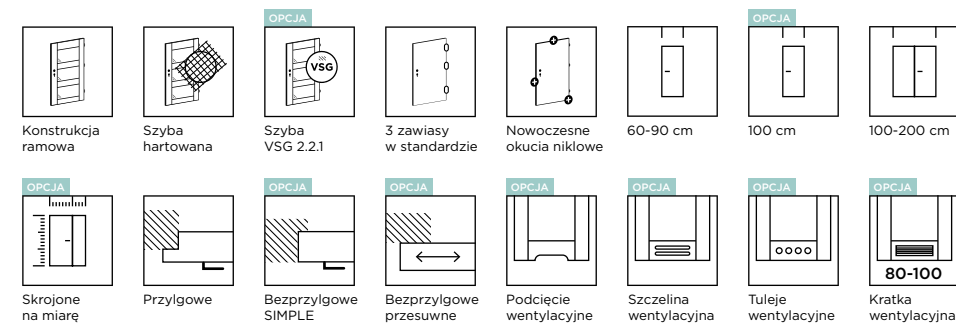 OPCJA
OPCJA
VSG
Konstrukcja
ramowa
Szyba
hartowana
Szyba
VSG 2.2.1
3 zawiasy
w standardzie
Nowoczesne
okucia niklowe
60-90 cm
100 cm
100-200 cm
OPCJA
OPCJA
OPCJA
OPCJA
OPCJA
OPCJA
OPCJA
80-100
Skrojone
na miarę
Przylgowe
Bezprzylgowe
SIMPLE
Bezprzylgowe
przesuwne
Podcięcie
wentylacyjne
Szczelina
wentylacyjna
Tuleje
wentylacyjne
Kratka
wentylacyjna